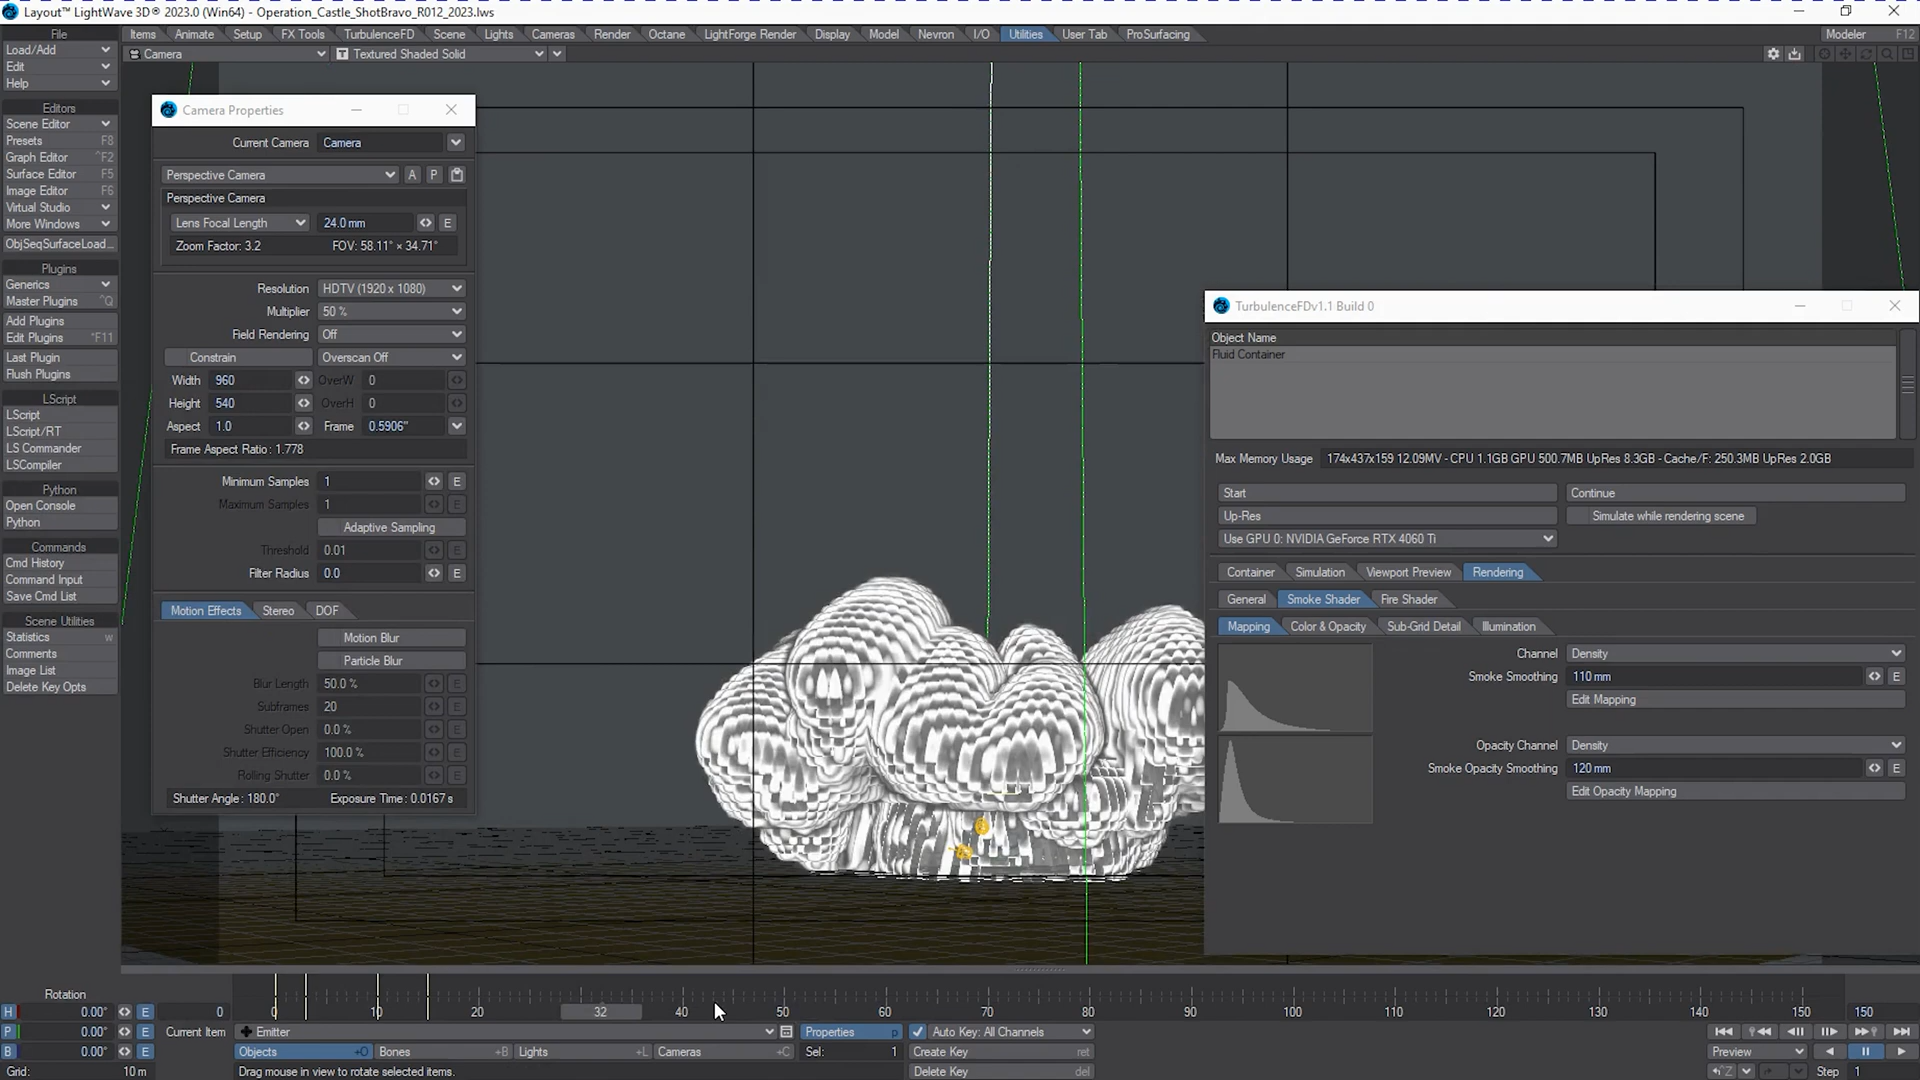 Layout™ LightWave 3D® 2023.0 (Win64) - Operation_Castle_ShotBravo_R012_2023.lws
File Items Animate Setup FX Tools TurbulenceFD Scene Lights Cameras Render Octane LightForge Render Display Model Nevron I/O Utilities User Tab ProSurfacing Modeler F12
Load/Add
Camera
Textured Shaded Solid
Edit
Help
Editors
Scene Editor
Presets F8
Graph Editor ^F2
Surface Editor F5
Image Editor F6
Virtual Studio
More Windows
ObjSeqSurfaceLoad...
Plugins
Generics
Master Plugins ^Q
Add Plugins
Edit Plugins ^F11
Last Plugin
Flush Plugins
LScript
LScript
LScript/RT
LS Commander
LSCompiler
Python
Open Console
Python
Commands
Cmd History
Command Input
Save Cmd List
Scene Utilities
Statistics w
Comments
Image List
Delete Key Opts
Camera Properties
Current Camera Camera
Perspective Camera A P
Perspective Camera
Lens Focal Length 24.0 mm E
Zoom Factor: 3.2 FOV: 58.11° × 34.71°
Resolution HDTV (1920 x 1080)
Multiplier 50 %
Field Rendering Off
Constrain Overscan Off
Width 960 OverW 0
Height 540 OverH 0
Aspect 1.0 Frame 0.5906"
Frame Aspect Ratio: 1.778
Minimum Samples 1 E
Maximum Samples 1 E
Adaptive Sampling
Threshold 0.01 E
Filter Radius 0.0 E
Motion Effects Stereo DOF
Motion Blur
Particle Blur
Blur Length 50.0 % E
Subframes 20 E
Shutter Open 0.0 % E
Shutter Efficiency 100.0 % E
Rolling Shutter 0.0 % E
Shutter Angle: 180.0° Exposure Time: 0.0167 s
TurbulenceFDv1.1 Build 0
Object Name
Fluid Container
Max Memory Usage 174x437x159 12.09MV - CPU 1.1GB GPU 500.7MB UpRes 8.3GB - Cache/F: 250.3MB UpRes 2.0GB
Start Continue
Up-Res Simulate while rendering scene
Use GPU 0: NVIDIA GeForce RTX 4060 Ti
Container Simulation Viewport Preview Rendering
General Smoke Shader Fire Shader
Mapping Color & Opacity Sub-Grid Detail Illumination
Channel Density
Smoke Smoothing 110 mm E
Edit Mapping
Opacity Channel Density
Smoke Opacity Smoothing 120 mm E
Edit Opacity Mapping
Rotation
H 0.00° E 0 0 10 20 32 40 50 60 70 80 90 100 110 120 130 140 150 150
P 0.00° E Current Item Emitter Properties p Auto Key: All Channels
B 0.00° E Objects +O Bones +B Lights +L Cameras +C Sel: 1 Create Key ret Preview
Grid: 10 m Drag mouse in view to rotate selected items. Delete Key del ^Z Step 1